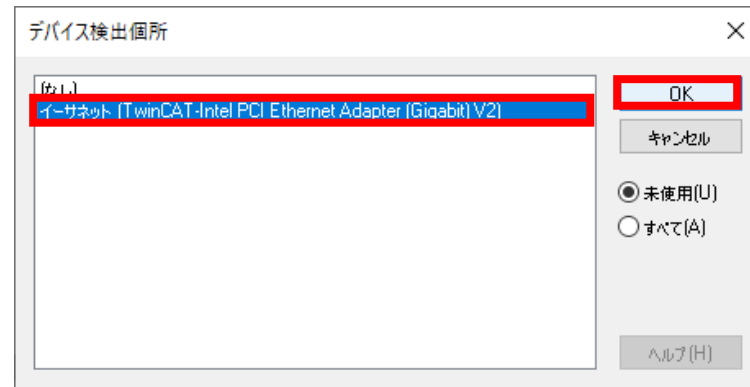 デバイス検出個所
(なし)
イーサネット (TwinCAT-Intel PCI Ethernet Adapter (Gigabit) V2)
OK
キャンセル
未使用(U)
すべて(A)
ヘルプ(H)